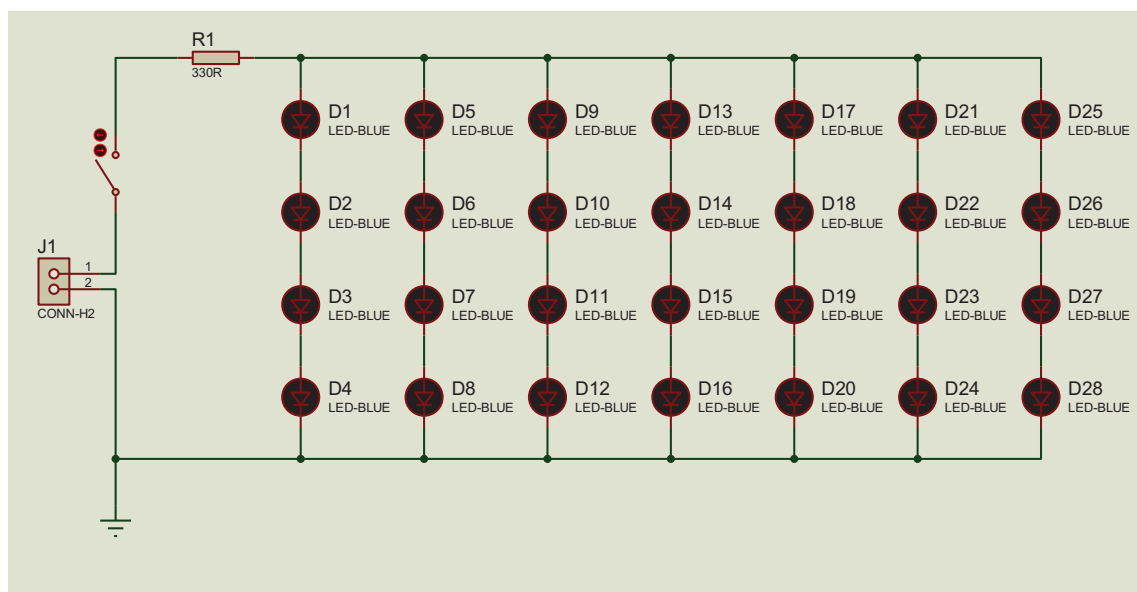 R1
330R
D1
LED-BLUE
D5
LED-BLUE
D9
LED-BLUE
D13
LED-BLUE
D17
LED-BLUE
D21
LED-BLUE
D25
LED-BLUE
D2
LED-BLUE
D6
LED-BLUE
D10
LED-BLUE
D14
LED-BLUE
D18
LED-BLUE
D22
LED-BLUE
D26
LED-BLUE
J1
1
2
CONN-H2
D3
LED-BLUE
D7
LED-BLUE
D11
LED-BLUE
D15
LED-BLUE
D19
LED-BLUE
D23
LED-BLUE
D27
LED-BLUE
D4
LED-BLUE
D8
LED-BLUE
D12
LED-BLUE
D16
LED-BLUE
D20
LED-BLUE
D24
LED-BLUE
D28
LED-BLUE